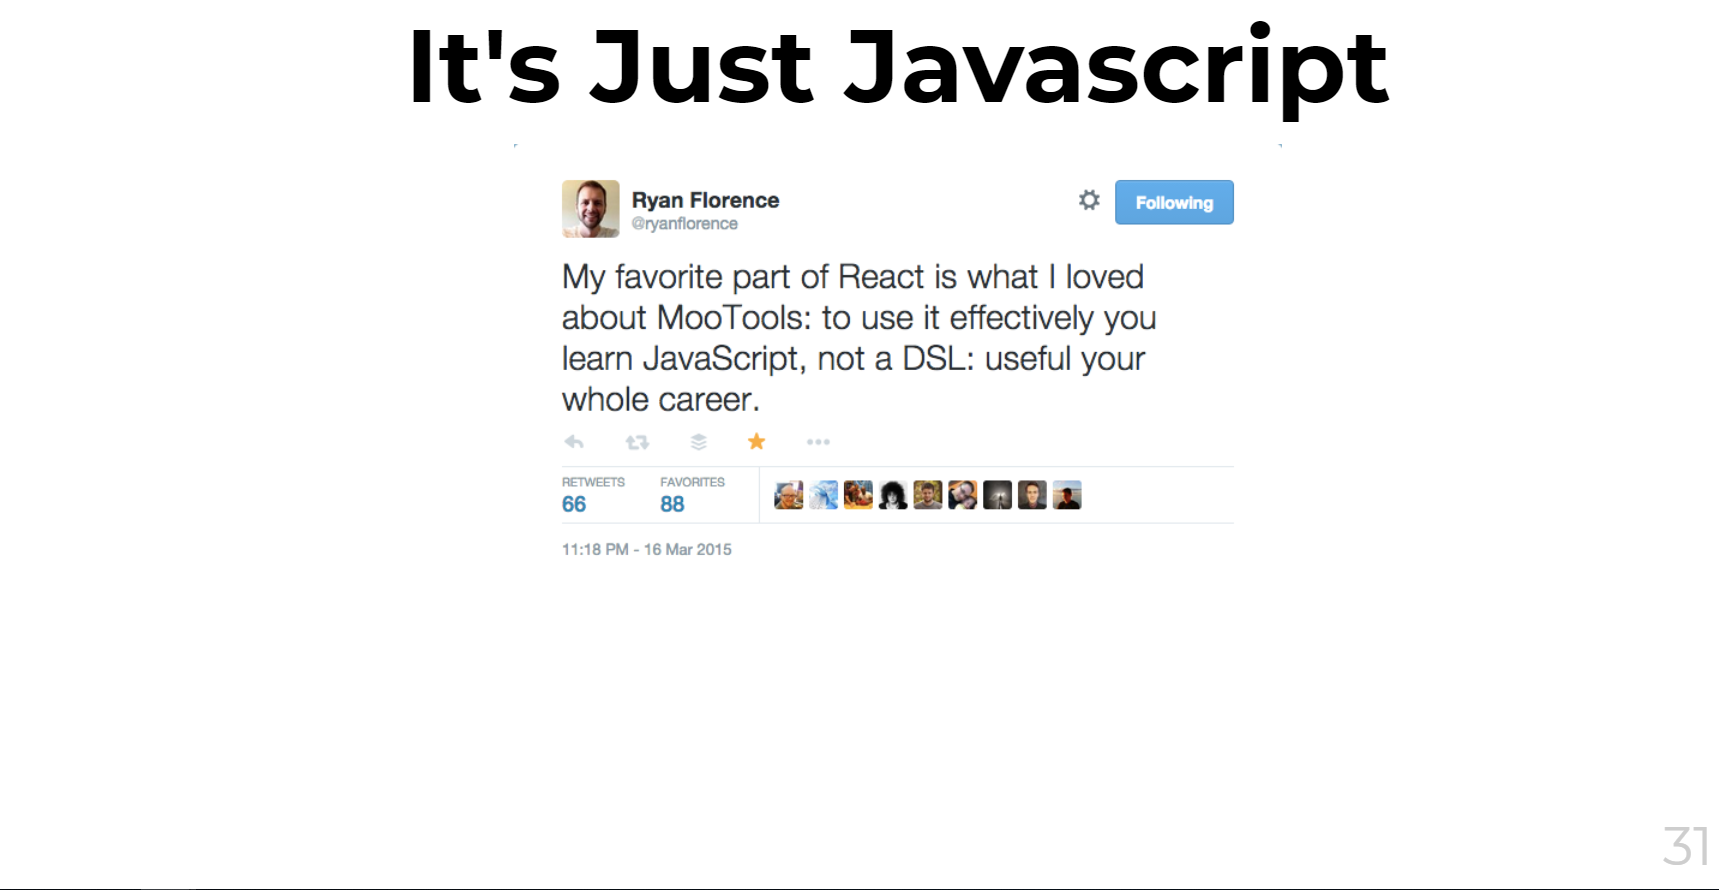 It's Just Javascript
Ryan Florence
@ryanflorence
Following
My favorite part of React is what I loved
about MooTools: to use it effectively you
learn JavaScript, not a DSL: useful your
whole career.
RETWEETS FAVORITES
66 88
11:18 PM - 16 Mar 2015
31